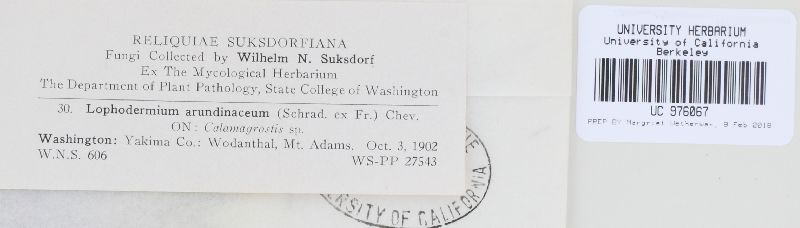 RELIQUIAE SUKSDORFIANA
Fungi Collected by Wilhelm N. Suksdorf
Ex The Mycological Herbarium
The Department of Plant Pathology, State College of Washington
30. Lophodermium arundinaceum (Schrad. ex Fr.) Chev.
ON: Calamagrostis sp.
Washington: Yakima Co.: Wodanthal, Mt. Adams. Oct. 3, 1902
W.N.S. 606 WS-PP 27543
UNIVERSITY HERBARIUM
University of California
Berkeley
UC 976067
PREP BY Margriet Wetherwax, 9 Feb 2018
OF CALIFORNIA